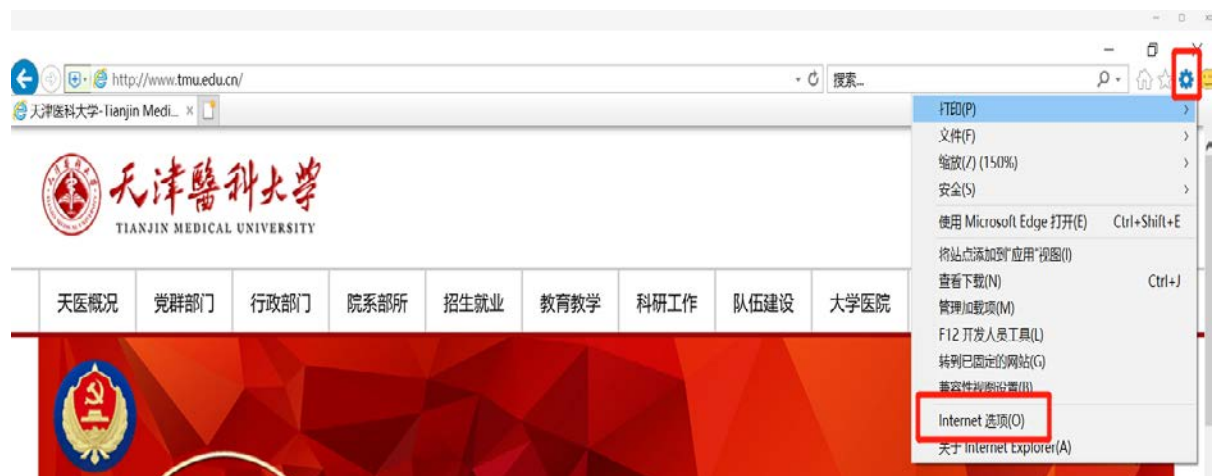 http://www.tmu.edu.cn/
搜索...
天津医科大学-Tianjin Medi...
天津醫科大学
TIANJIN MEDICAL UNIVERSITY
天医概况 党群部门 行政部门 院系部所 招生就业 教育教学 科研工作 队伍建设 大学医院
打印(P)
文件(F)
缩放(Z) (150%)
安全(S)
使用 Microsoft Edge 打开(E) Ctrl+Shift+E
将站点添加到"应用"视图(I)
查看下载(N) Ctrl+J
管理加载项(M)
F12 开发人员工具(L)
转到已固定的网站(G)
兼容性视图设置(B)
Internet 选项(O)
关于 Internet Explorer(A)